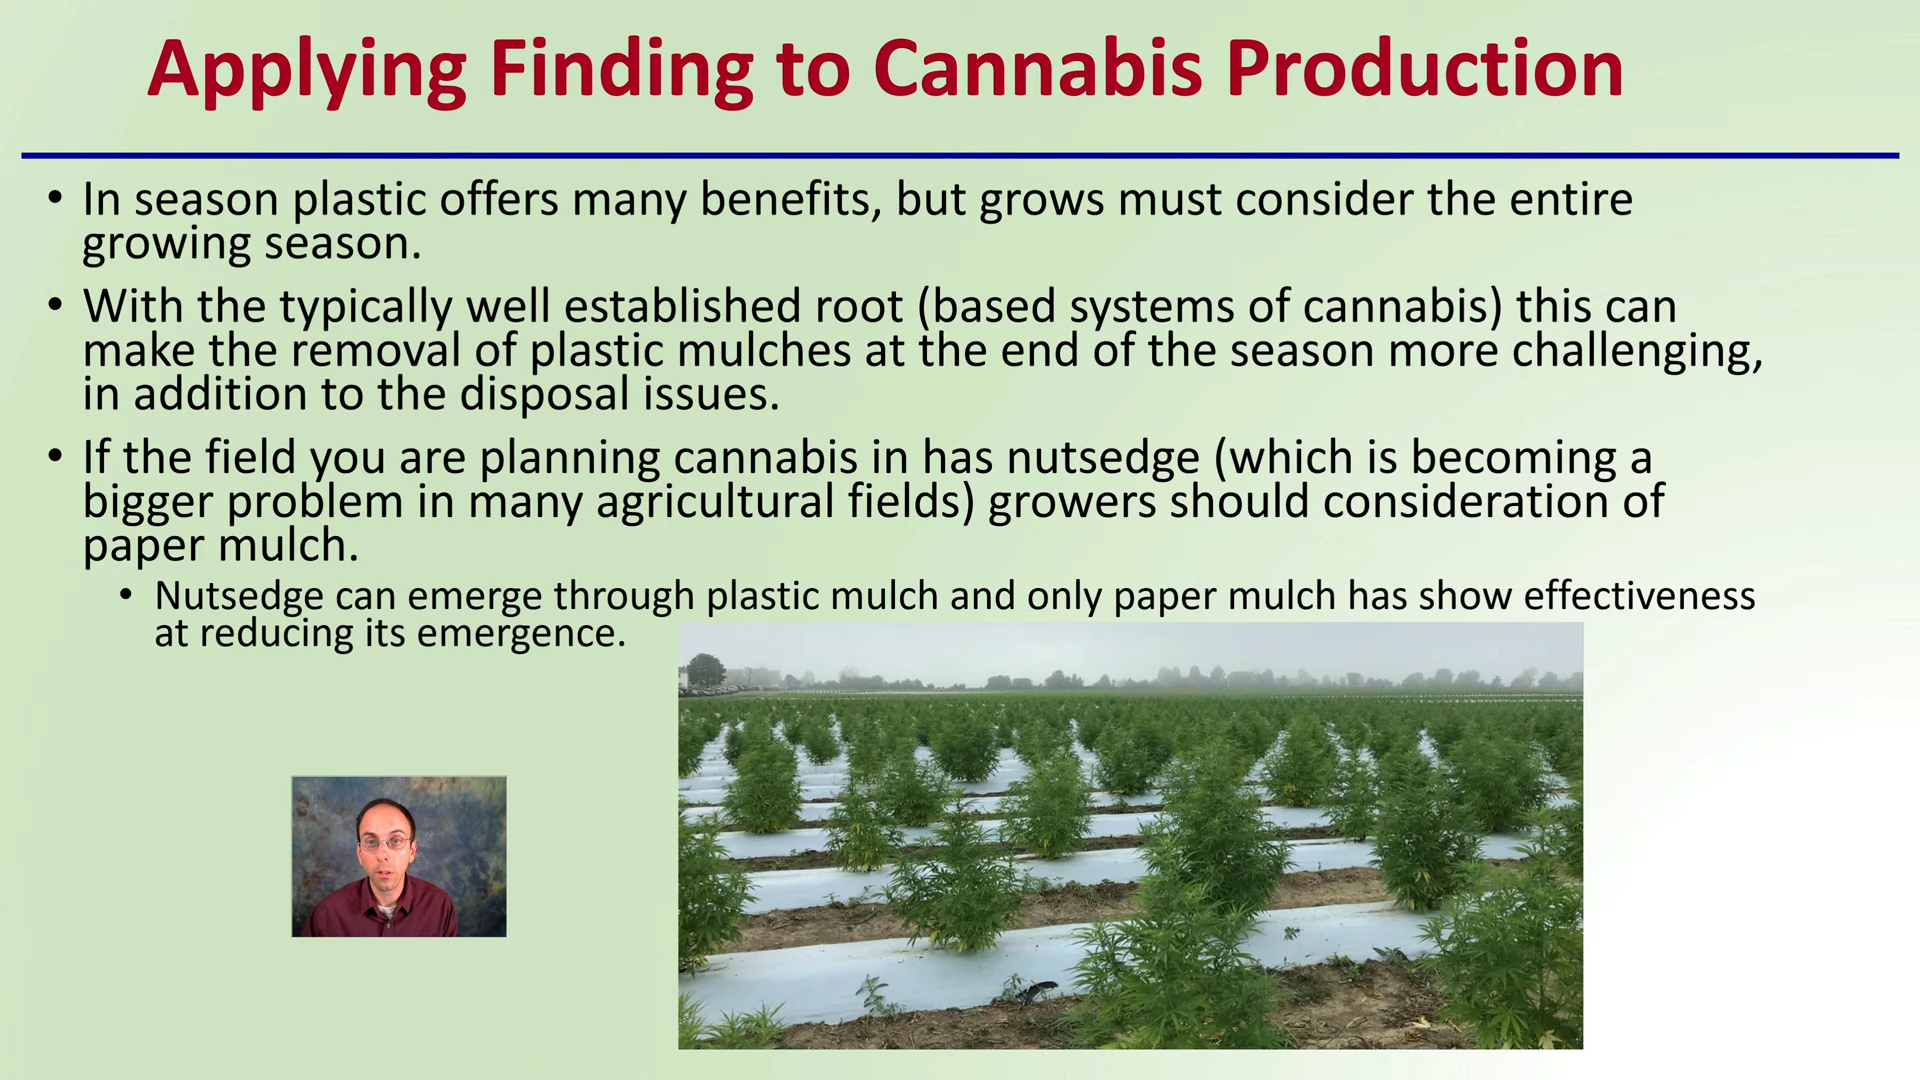 Applying Finding to Cannabis Production
• In season plastic offers many benefits, but grows must consider the entire
growing season.
• With the typically well established root (based systems of cannabis) this can
make the removal of plastic mulches at the end of the season more challenging,
in addition to the disposal issues.
• If the field you are planning cannabis in has nutsedge (which is becoming a
bigger problem in many agricultural fields) growers should consideration of
paper mulch.
• Nutsedge can emerge through plastic mulch and only paper mulch has show effectiveness
at reducing its emergence.